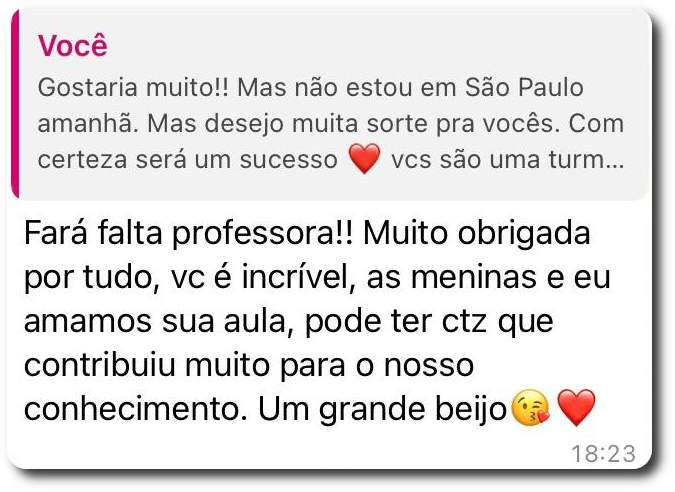 Você
Gostaria muito!! Mas não estou em São Paulo
amanhã. Mas desejo muita sorte pra vocês. Com
certeza será um sucesso ❤️ vcs são uma turm...
Fará falta professora!! Muito obrigada
por tudo, vc é incrível, as meninas e eu
amamos sua aula, pode ter ctz que
contribuiu muito para o nosso
conhecimento. Um grande beijo😘❤️
18:23